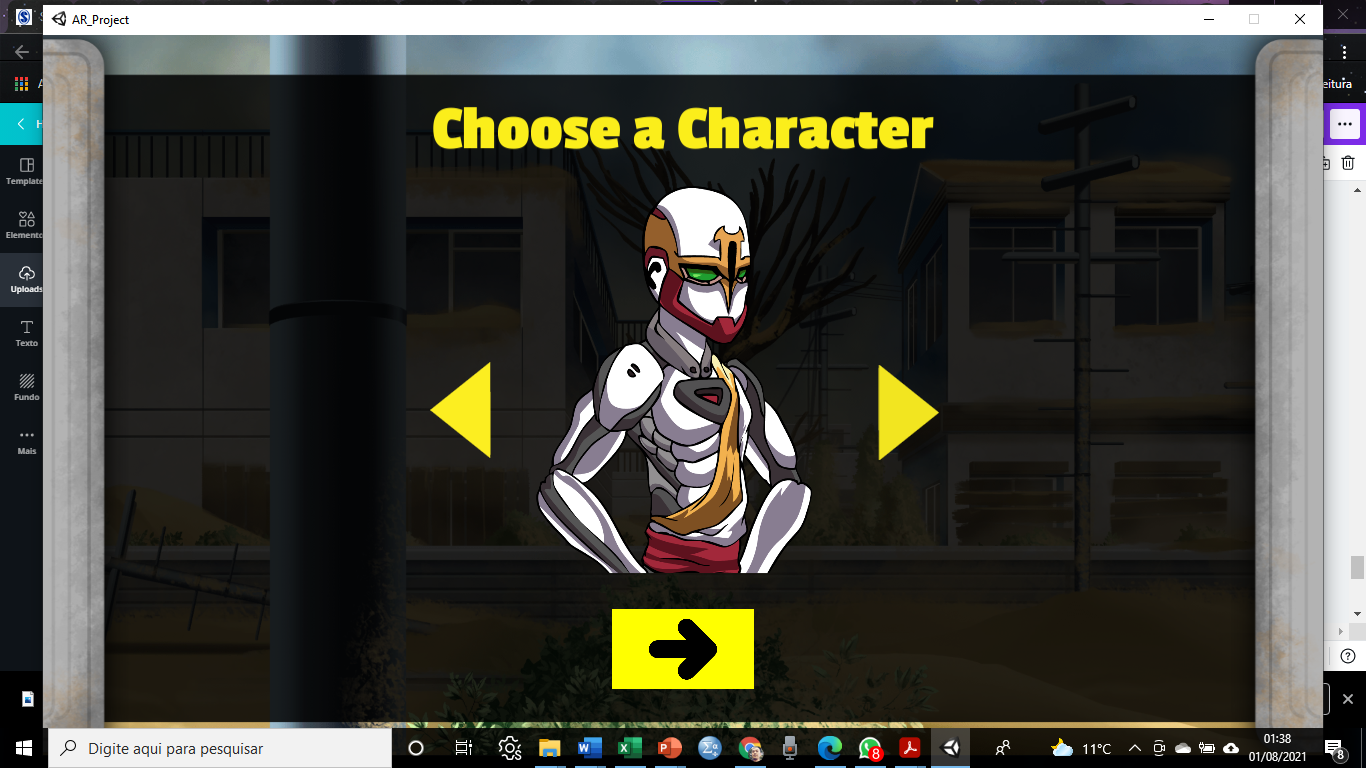 AR_Project
A
eitura
H
Choose a Character
Template
Elemento
Uploads
Texto
Fundo
Mais
Digite aqui para pesquisar
8
11°C
01:38
01/08/2021
8